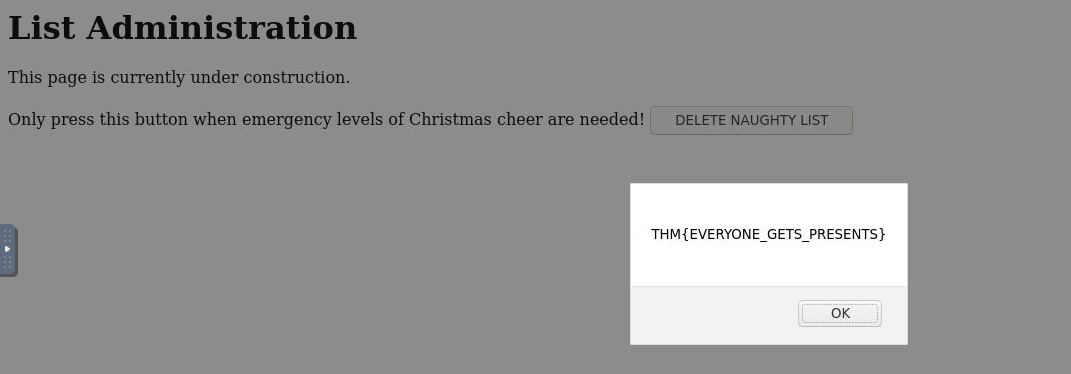 List Administration
This page is currently under construction.
Only press this button when emergency levels of Christmas cheer are needed! DELETE NAUGHTY LIST
THM{EVERYONE_GETS_PRESENTS}
OK